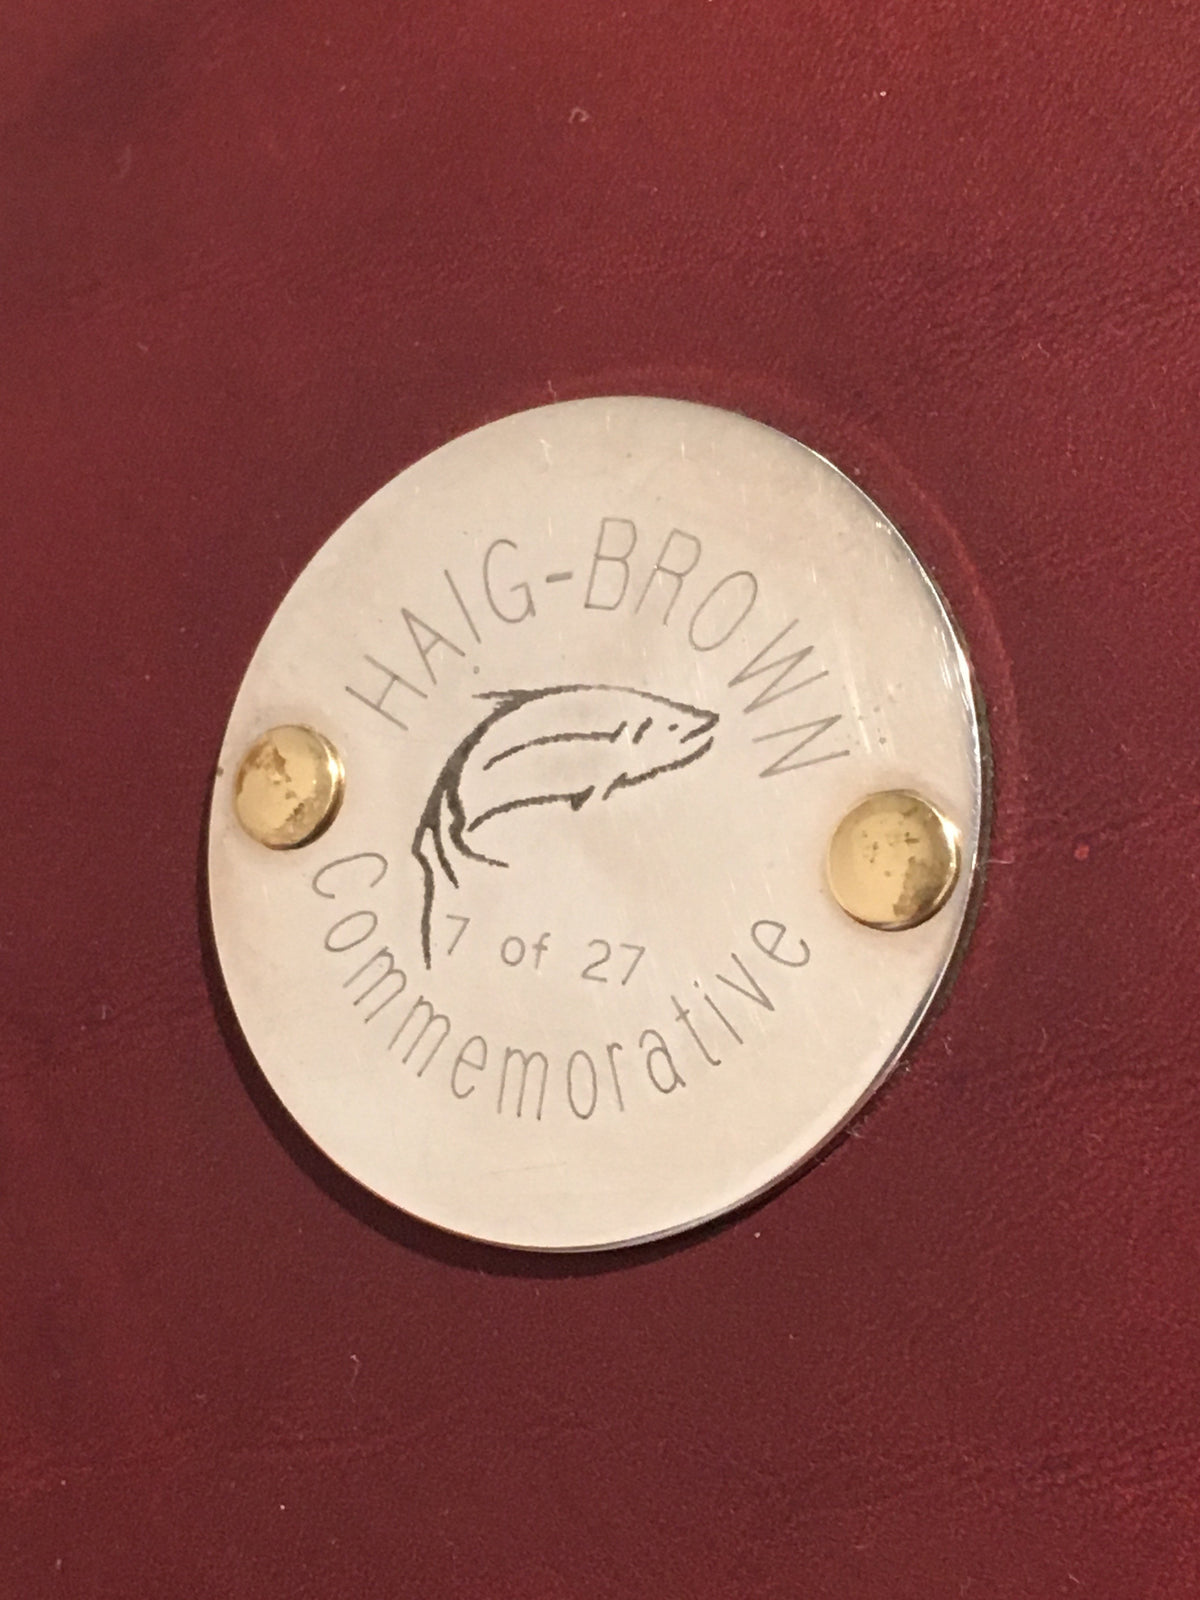 HAIG-BROWN
7 of 27
Commemorative